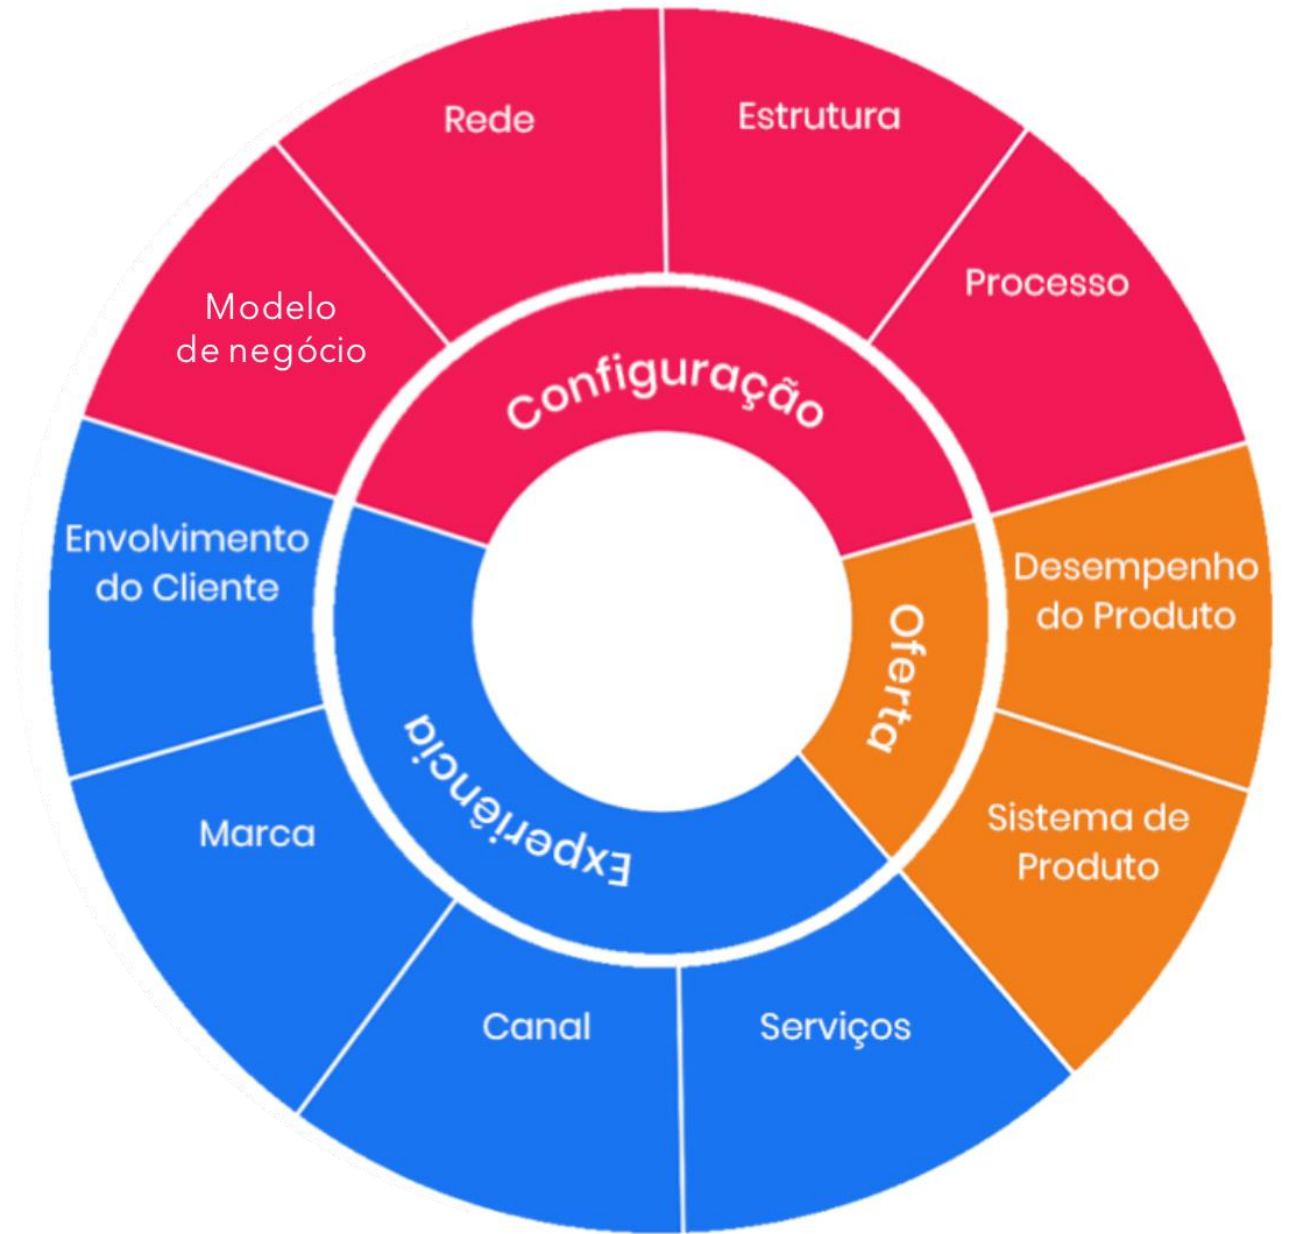 Rede
Estrutura
Processo
Modelo
de negócio
Configuração
Envolvimento
do Cliente
Desempenho
do Produto
Oferta
Experiência
Marca
Sistema de
Produto
Canal
Serviços